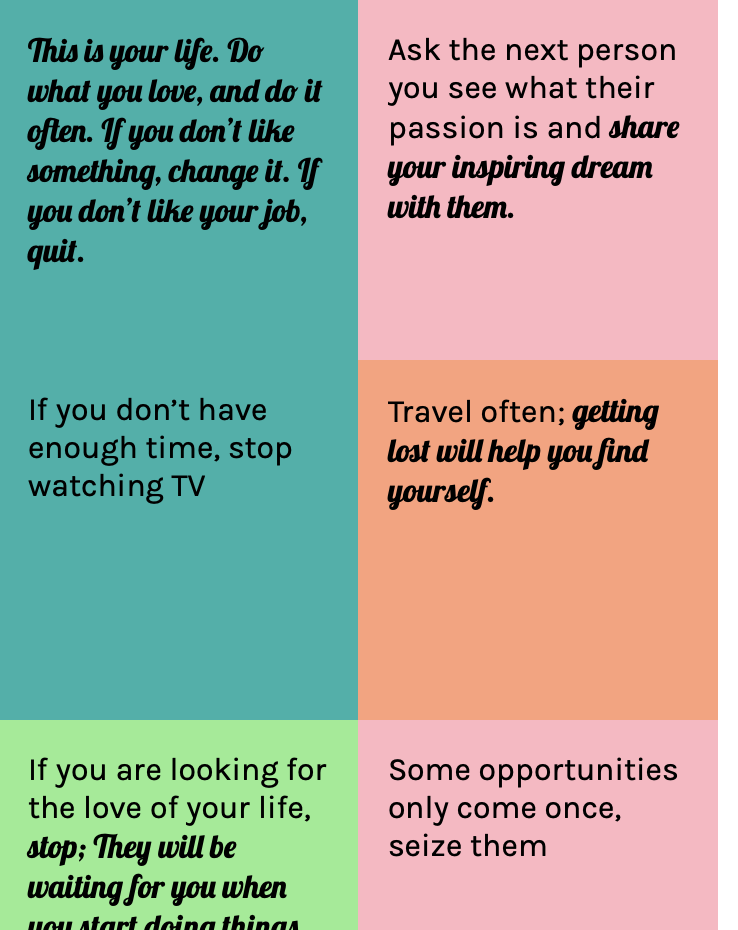 This is your life. Do
what you love, and do it
often. If you don't like
something, change it. If
you don't like your job,
quit.
Ask the next person
you see what their
passion is and share
your inspiring dream
with them.
If you don't have
enough time, stop
watching TV
Travel often; getting
lost will help you find
yourself.
If you are looking for
the love of your life,
stop; They will be
waiting for you when
you start doing things
Some opportunities
only come once,
seize them